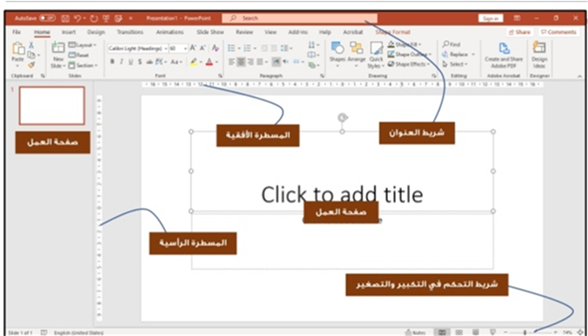 AutoSave Off Presentation1 - PowerPoint Search Sign in
File Home Insert Draw Design Transitions Animations Slide Show Review View Add-ins Help Acrobat Shape Format Share Comments
Paste New Slide Layout Reset Section Calibri Light (Headings) 60 Shapes Arrange Quick Styles Shape Fill Shape Outline Shape Effects Find Replace Select Create and Share Adobe PDF Design Ideas
Clipboard Slides Font Paragraph Drawing Editing Adobe Acrobat Designer
1
شريط العنوان
المسطرة الأفقية
صفحة العمل
Click to add title
صفحة العمل
المسطرة الرأسية
شريط التحكم في التكبير والتصغير
Slide 1 of 1 English (United States) Notes 74%